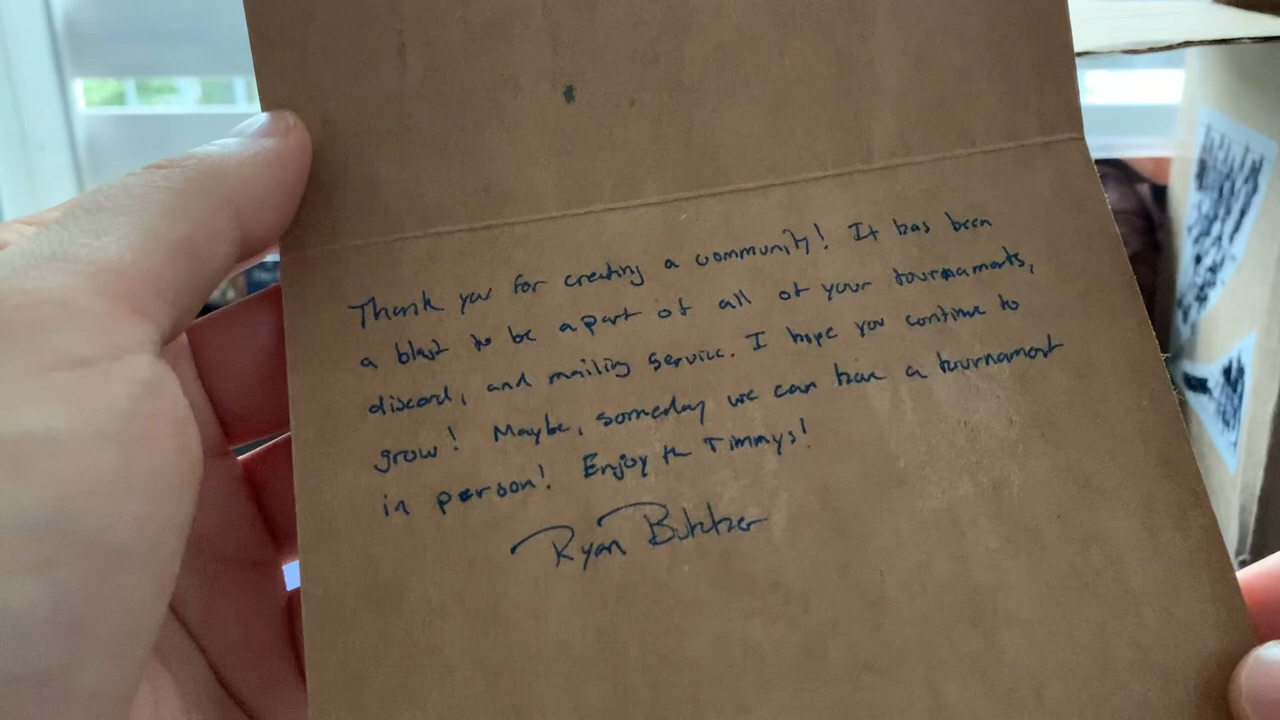 Thank you for creating a community! It has been
a blast to be a part of all of your tournaments,
discord, and mailing service. I hope you continue to
grow! Maybe, someday we can have a tournament
in person! Enjoy the Timmys!
Ryan